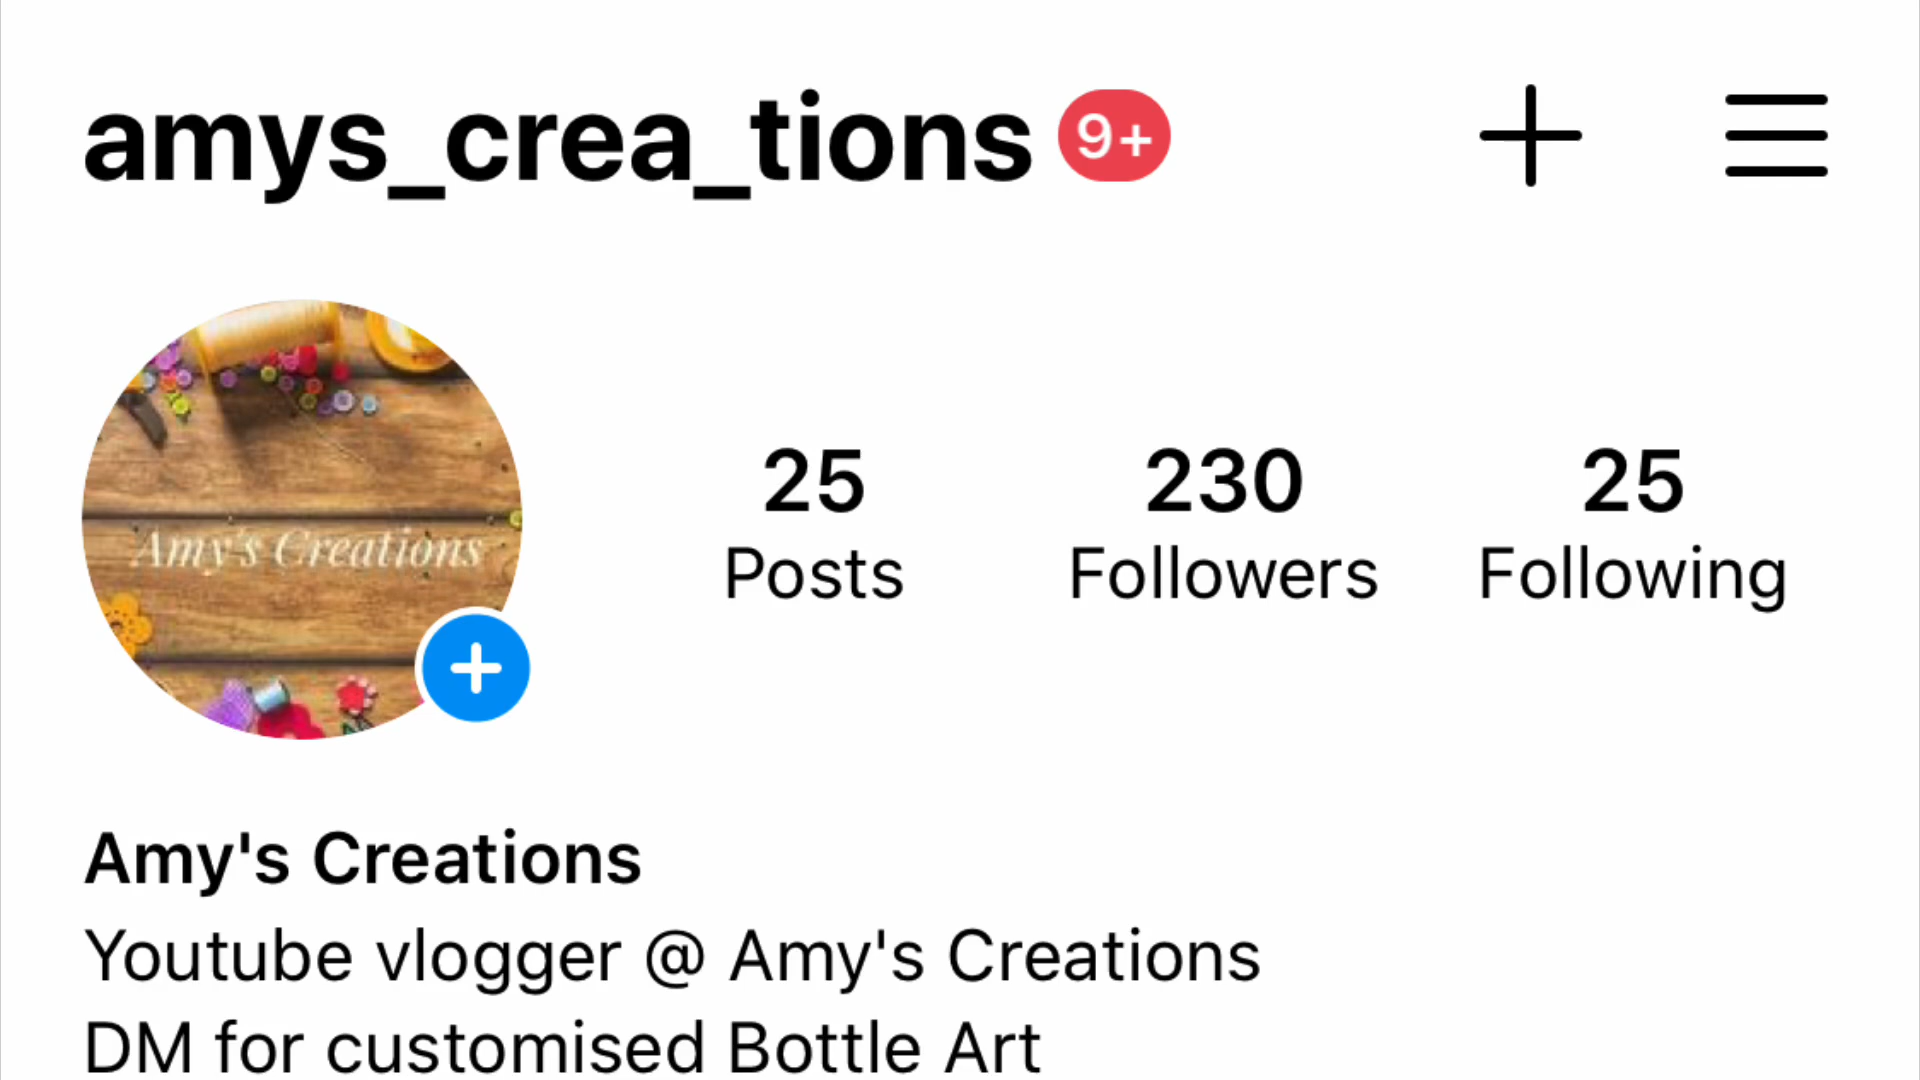 amys_crea_tions 9+
Amy's Creations
25 230 25
Posts Followers Following
Amy's Creations
Youtube vlogger @ Amy's Creations
DM for customised Bottle Art